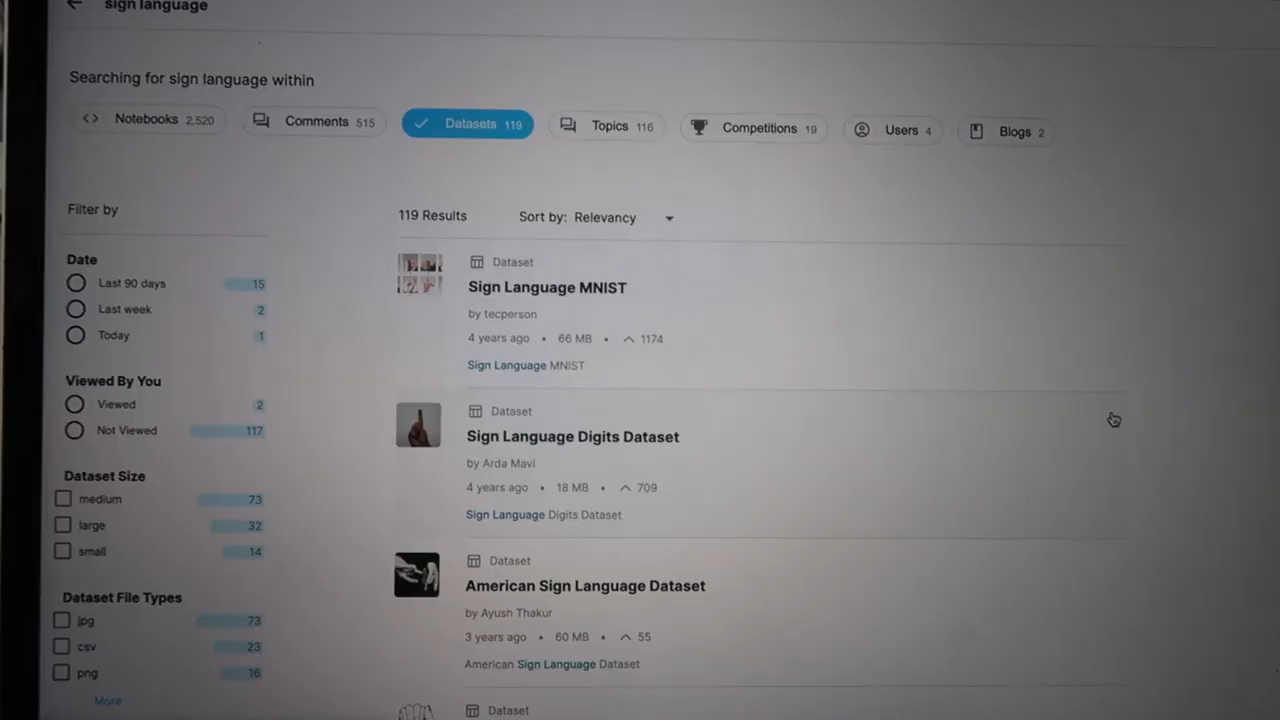 sign language
Searching for sign language within
Notebooks 2,520
Comments 515
Datasets 119
Topics 116
Competitions 19
Users 4
Blogs 2
Filter by
Date
Last 90 days 15
Last week 2
Today 1
Viewed By You
Viewed 2
Not Viewed 117
Dataset Size
medium 73
large 32
small 14
Dataset File Types
jpg 73
csv 23
png 16
More
119 Results
Sort by: Relevancy
Dataset
Sign Language MNIST
by tecperson
4 years ago • 66 MB • 1174
Sign Language MNIST
Dataset
Sign Language Digits Dataset
by Arda Mavi
4 years ago • 18 MB • 709
Sign Language Digits Dataset
Dataset
American Sign Language Dataset
by Ayush Thakur
3 years ago • 60 MB • 55
American Sign Language Dataset
Dataset